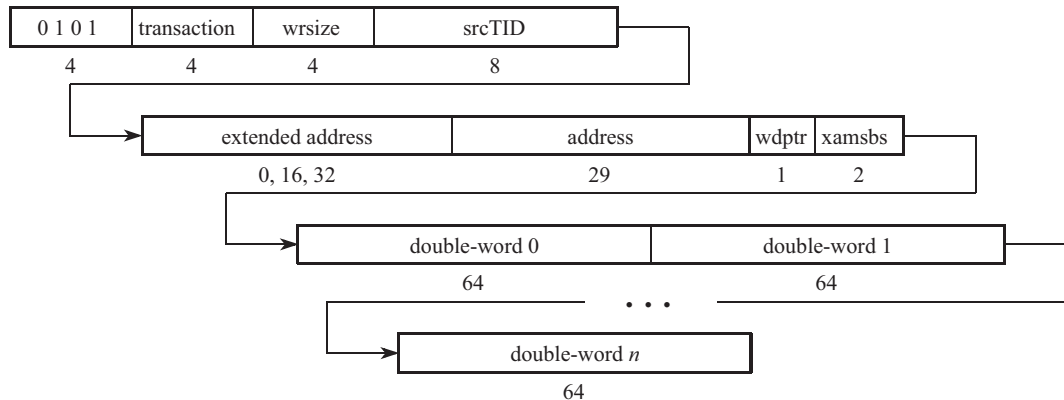 0 1 0 1 transaction wrsize srcTID
4 4 4 8
extended address address wdptr xamsbs
0, 16, 32 29 1 2
double-word 0 double-word 1
64 64
• • •
double-word n
64